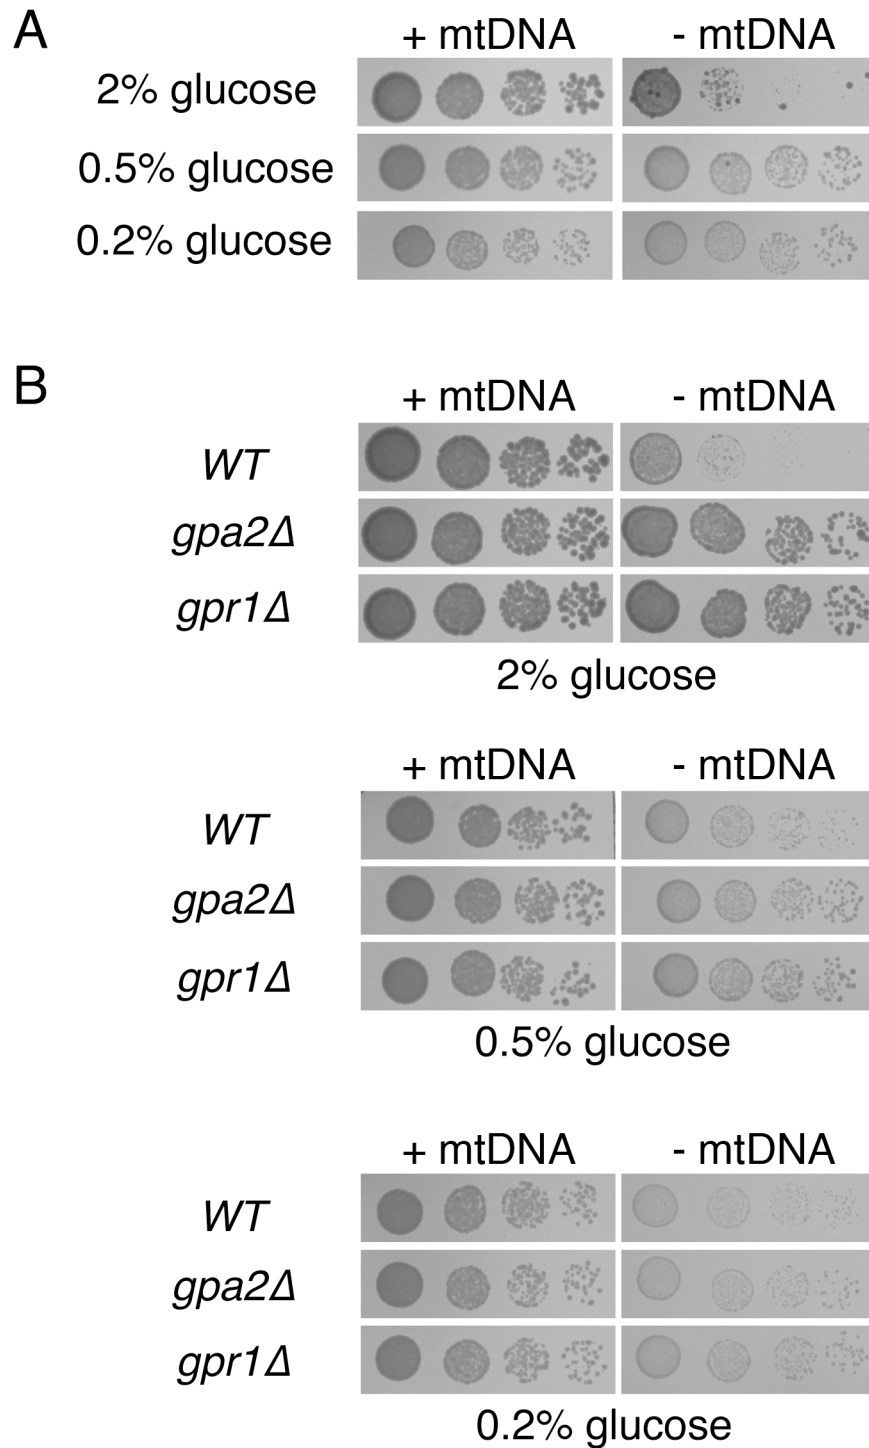 A
+ mtDNA - mtDNA
2% glucose
0.5% glucose
0.2% glucose
B
+ mtDNA - mtDNA
WT
gpa2Δ
gpr1Δ
2% glucose
+ mtDNA - mtDNA
WT
gpa2Δ
gpr1Δ
0.5% glucose
+ mtDNA - mtDNA
WT
gpa2Δ
gpr1Δ
0.2% glucose